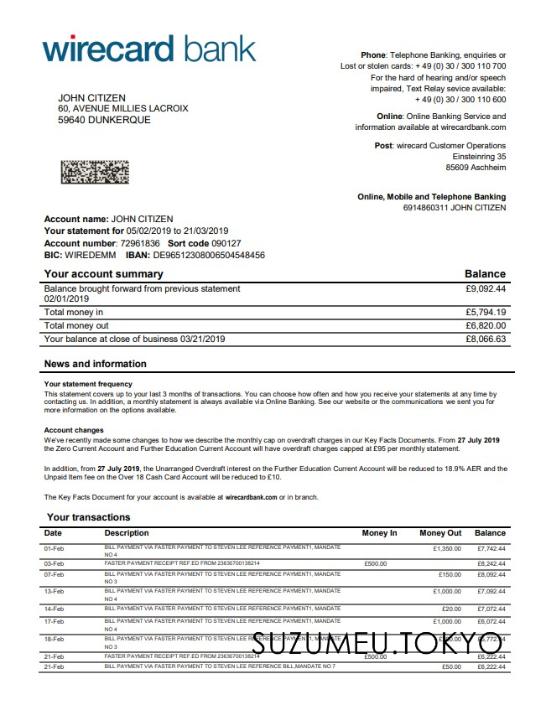 wirecard bank
Phone: Telephone Banking, enquiries or
Lost or stolen cards: + 49 (0) 30 / 300 110 700
For the hard of hearing and/or speech
impaired, Text Relay sevice available:
+ 49 (0) 30 / 300 110 600
Online: Online Banking Service and
information available at wirecardbank.com
Post: wirecard Customer Operations
Einsteinring 35
85609 Aschheim
JOHN CITIZEN
60, AVENUE MILLIES LACROIX
59640 DUNKERQUE
Online, Mobile and Telephone Banking
6914860311 JOHN CITIZEN
Account name: JOHN CITIZEN
Your statement for 05/02/2019 to 21/03/2019
Account number: 72961836 Sort code 090127
BIC: WIREDEMM IBAN: DE96512308006504548456
Your account summary Balance
Balance brought forward from previous statement £9,092.44
02/01/2019
Total money in £5,794.19
Total money out £6,820.00
Your balance at close of business 03/21/2019 £8,066.63
News and information
Your statement frequency
This statement covers up to your last 3 months of transactions. You can choose how often and how you receive your statements at any time by
contacting us. In addition, a monthly statement is always available via Online Banking. See our website or the communications we sent you for
more information on the options available.
Account changes
We've recently made some changes to how we describe the monthly cap on overdraft charges in our Key Facts Documents. From 27 July 2019
the Zero Current Account and Further Education Current Account will have overdraft charges capped at £95 per monthly statement.
In addition, from 27 July 2019, the Unarranged Overdraft interest on the Further Education Current Account will be reduced to 18.9% AER and the
Unpaid Item fee on the Over 18 Cash Card Account will be reduced to £10.
The Key Facts Document for your account is available at wirecardbank.com or in branch.
Your transactions
Date Description Money In Money Out Balance
01-Feb BILL PAYMENT VIA FASTER PAYMENT TO STEVEN LEE REFERENCE PAYMENT1, MANDATE £1,350.00 £7,742.44
NO 4
03-Feb FASTER PAYMENT RECEIPT REF.ED FROM 23636700138214 £500.00 £8,242.44
07-Feb BILL PAYMENT VIA FASTER PAYMENT TO STEVEN LEE REFERENCE PAYMENT1, MANDATE £150.00 £8,092.44
NO 3
13-Feb BILL PAYMENT VIA FASTER PAYMENT TO STEVEN LEE REFERENCE PAYMENT1, MANDATE £1,000.00 £7,092.44
NO 4
14-Feb BILL PAYMENT VIA FASTER PAYMENT TO STEVEN LEE REFERENCE PAYMENT1, MANDATE £20.00 £7,072.44
17-Feb BILL PAYMENT VIA FASTER PAYMENT TO STEVEN LEE REFERENCE PAYMENT1, MANDATE £1,000.00 £6,072.44
NO 4
18-Feb BILL PAYMENT VIA FASTER PAYMENT TO STEVEN LEE REFERENCE PAYMENT1, MANDATE
NO 3
SUZUMEU.TOKYO
21-Feb FASTER PAYMENT RECEIPT REF.ED FROM 23636700138214 £500.00 £6,272.44
21-Feb BILL PAYMENT VIA FASTER PAYMENT TO STEVEN LEE REFERENCE BILL,MANDATE NO 7 £50.00 £6,222.44